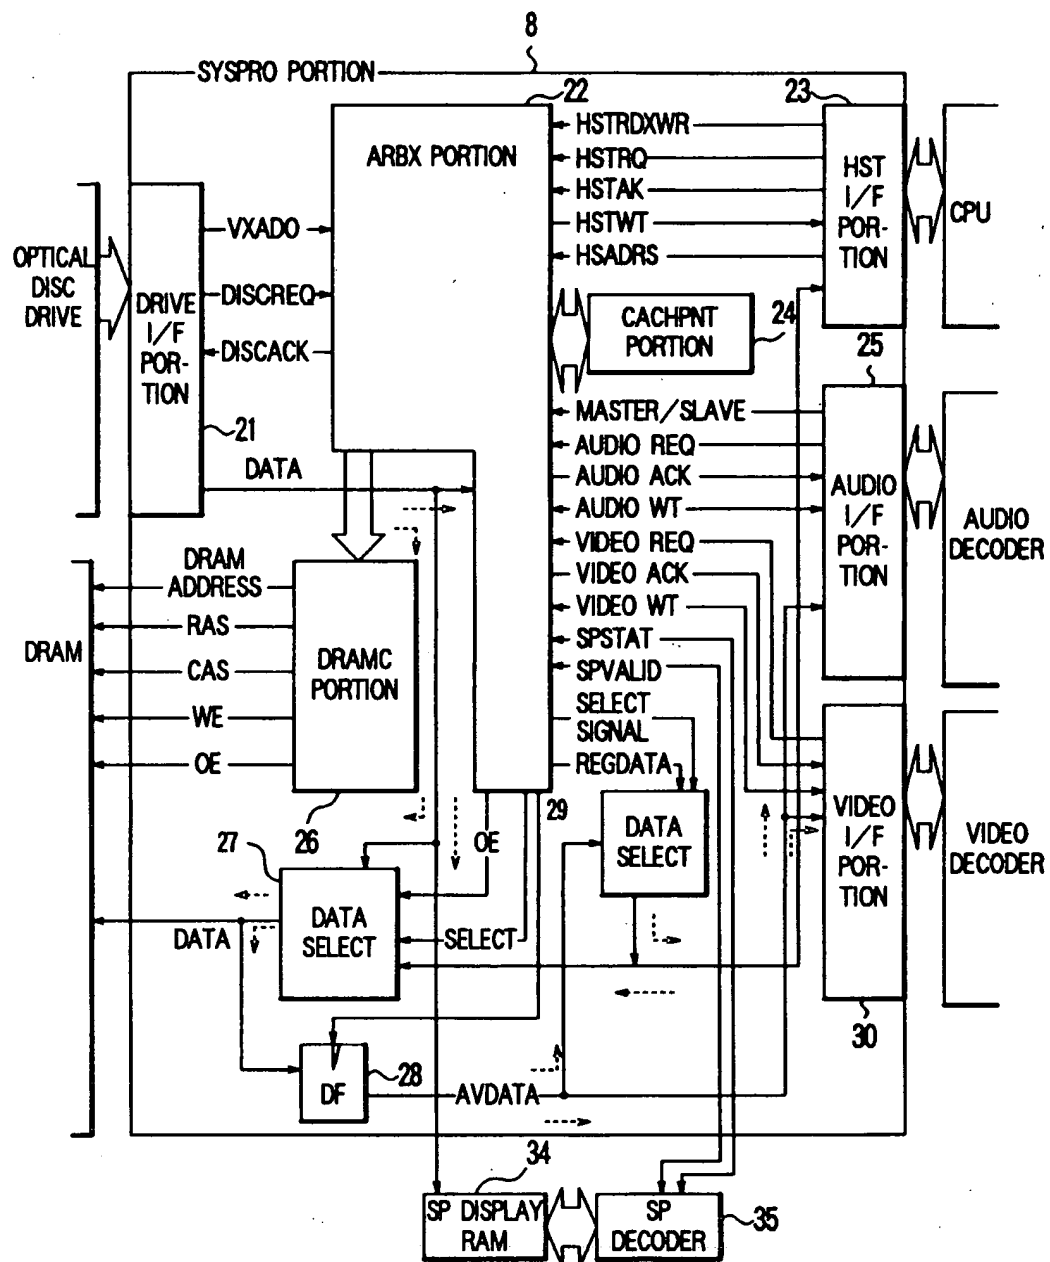 8
SYSPRO PORTION
22
23
ARBX PORTION
HSTRDXWR
HSTRQ
HSTAK
HSTWT
HSADRS
HST
I/F
POR-
TION
CPU
OPTICAL
DISC
DRIVE
DRIVE
I/F
POR-
TION
VXADO
DISCREQ
DISCACK
21
DATA
CACHPNT
PORTION
24
25
MASTER/SLAVE
AUDIO REQ
AUDIO ACK
AUDIO WT
VIDEO REQ
VIDEO ACK
VIDEO WT
SPSTAT
SPVALID
SELECT
SIGNAL
REGDATA
AUDIO
I/F
POR-
TION
AUDIO
DECODER
DRAM
DRAM
ADDRESS
RAS
CAS
WE
OE
DRAMC
PORTION
26
27
OE
29
DATA
SELECT
VIDEO
I/F
POR-
TION
VIDEO
DECODER
DATA
SELECT
DATA
SELECT
30
DF
28
AVDATA
34
SP DISPLAY
RAM
SP
DECODER
35